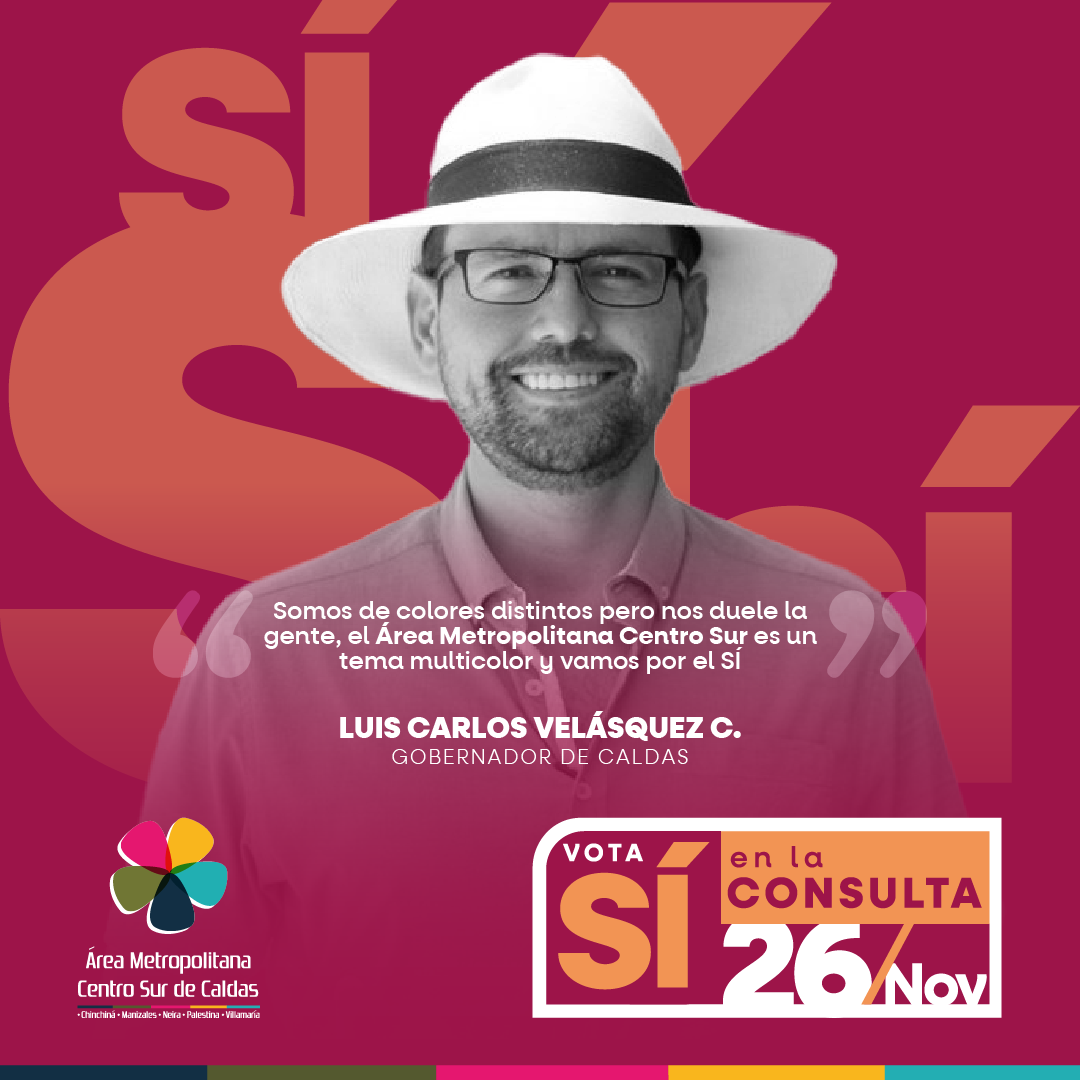 SÍ
SÍ
sí
“Somos de colores distintos pero nos duele la
gente, el Área Metropolitana Centro Sur es un
tema multicolor y vamos por el SÍ”
LUIS CARLOS VELÁSQUEZ C.
GOBERNADOR DE CALDAS
Área Metropolitana
Centro Sur de Caldas
• Chinchiná • Manizales • Neira • Palestina • Villamaría
VOTA
SÍ
en la
CONSULTA
26/Nov